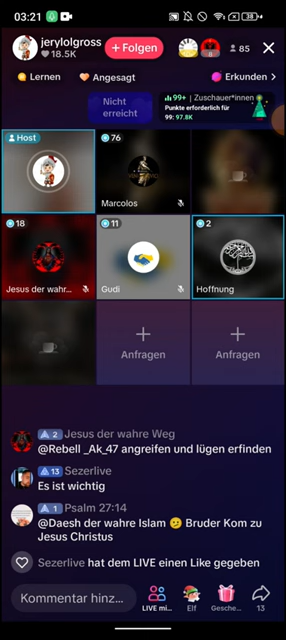 03:21
38
jerylolgross
18.5K
+ Folgen
8
85
Lernen
Angesagt
Erkunden >
Nicht
erreicht
99+ | Zuschauer*innen
Punkte erforderlich für
99: 97.8K
Host
76
Marcolos
18
Jesus der wahr...
11
Gudi
2
Hoffnung
Anfragen
Anfragen
2 Jesus der wahre Weg
@Rebell _Ak_47 angreifen und lügen erfinden
13 Sezerlive
Es ist wichtig
1 Psalm 27:14
@Daesh der wahre Islam 😕 Bruder Kom zu
Jesus Christus
Sezerlive hat dem LIVE einen Like gegeben
Kommentar hinz...
LIVE mi...
Elf
Gesche...
13